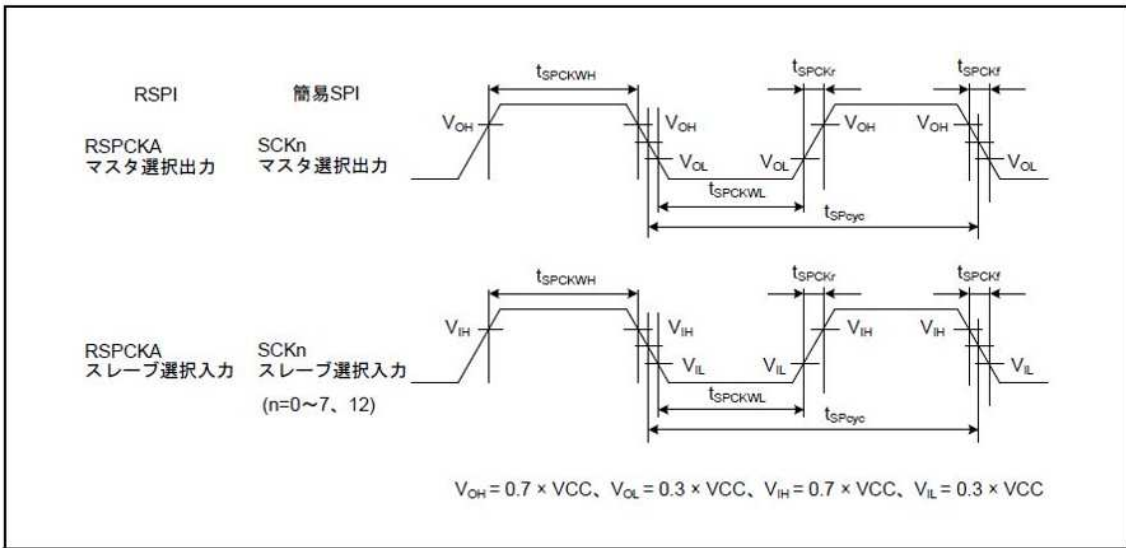 tSPCKWH
tSPCKr
tSPCKf
RSPI
簡易SPI
VOH
VOH
VOH
VOH
RSPCKA
マスタ選択出力
SCKn
マスタ選択出力
VOL
VOL
VOL
tSPCKWL
tSPcyc
tSPCKWH
tSPCKr
tSPCKf
VIH
VIH
VIH
VIH
RSPCKA
スレーブ選択入力
SCKn
スレーブ選択入力
(n=0~7、12)
VIL
VIL
VIL
tSPCKWL
tSPcyc
VOH = 0.7 × VCC、VOL = 0.3 × VCC、VIH = 0.7 × VCC、VIL = 0.3 × VCC